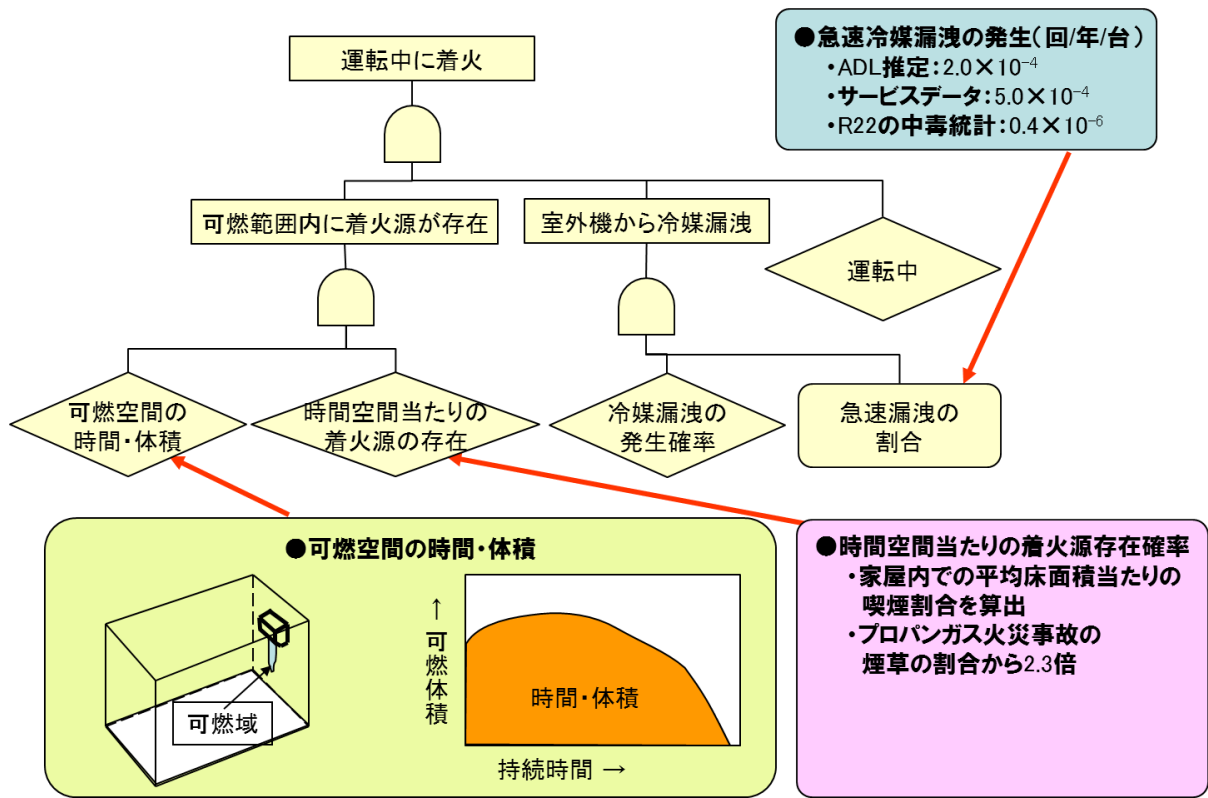 運転中に着火
●急速冷媒漏洩の発生(回/年/台)
・ADL推定:2.0×10⁻⁴
・サービスデータ:5.0×10⁻⁴
・R22の中毒統計:0.4×10⁻⁶
可燃範囲内に着火源が存在
室外機から冷媒漏洩
運転中
可燃空間の
時間・体積
時間空間当たりの
着火源の存在
冷媒漏洩の
発生確率
急速漏洩の
割合
●可燃空間の時間・体積
可燃域
↑可燃体積
時間・体積
持続時間 →
●時間空間当たりの着火源存在確率
・家屋内での平均床面積当たりの
喫煙割合を算出
・プロパンガス火災事故の
煙草の割合から2.3倍